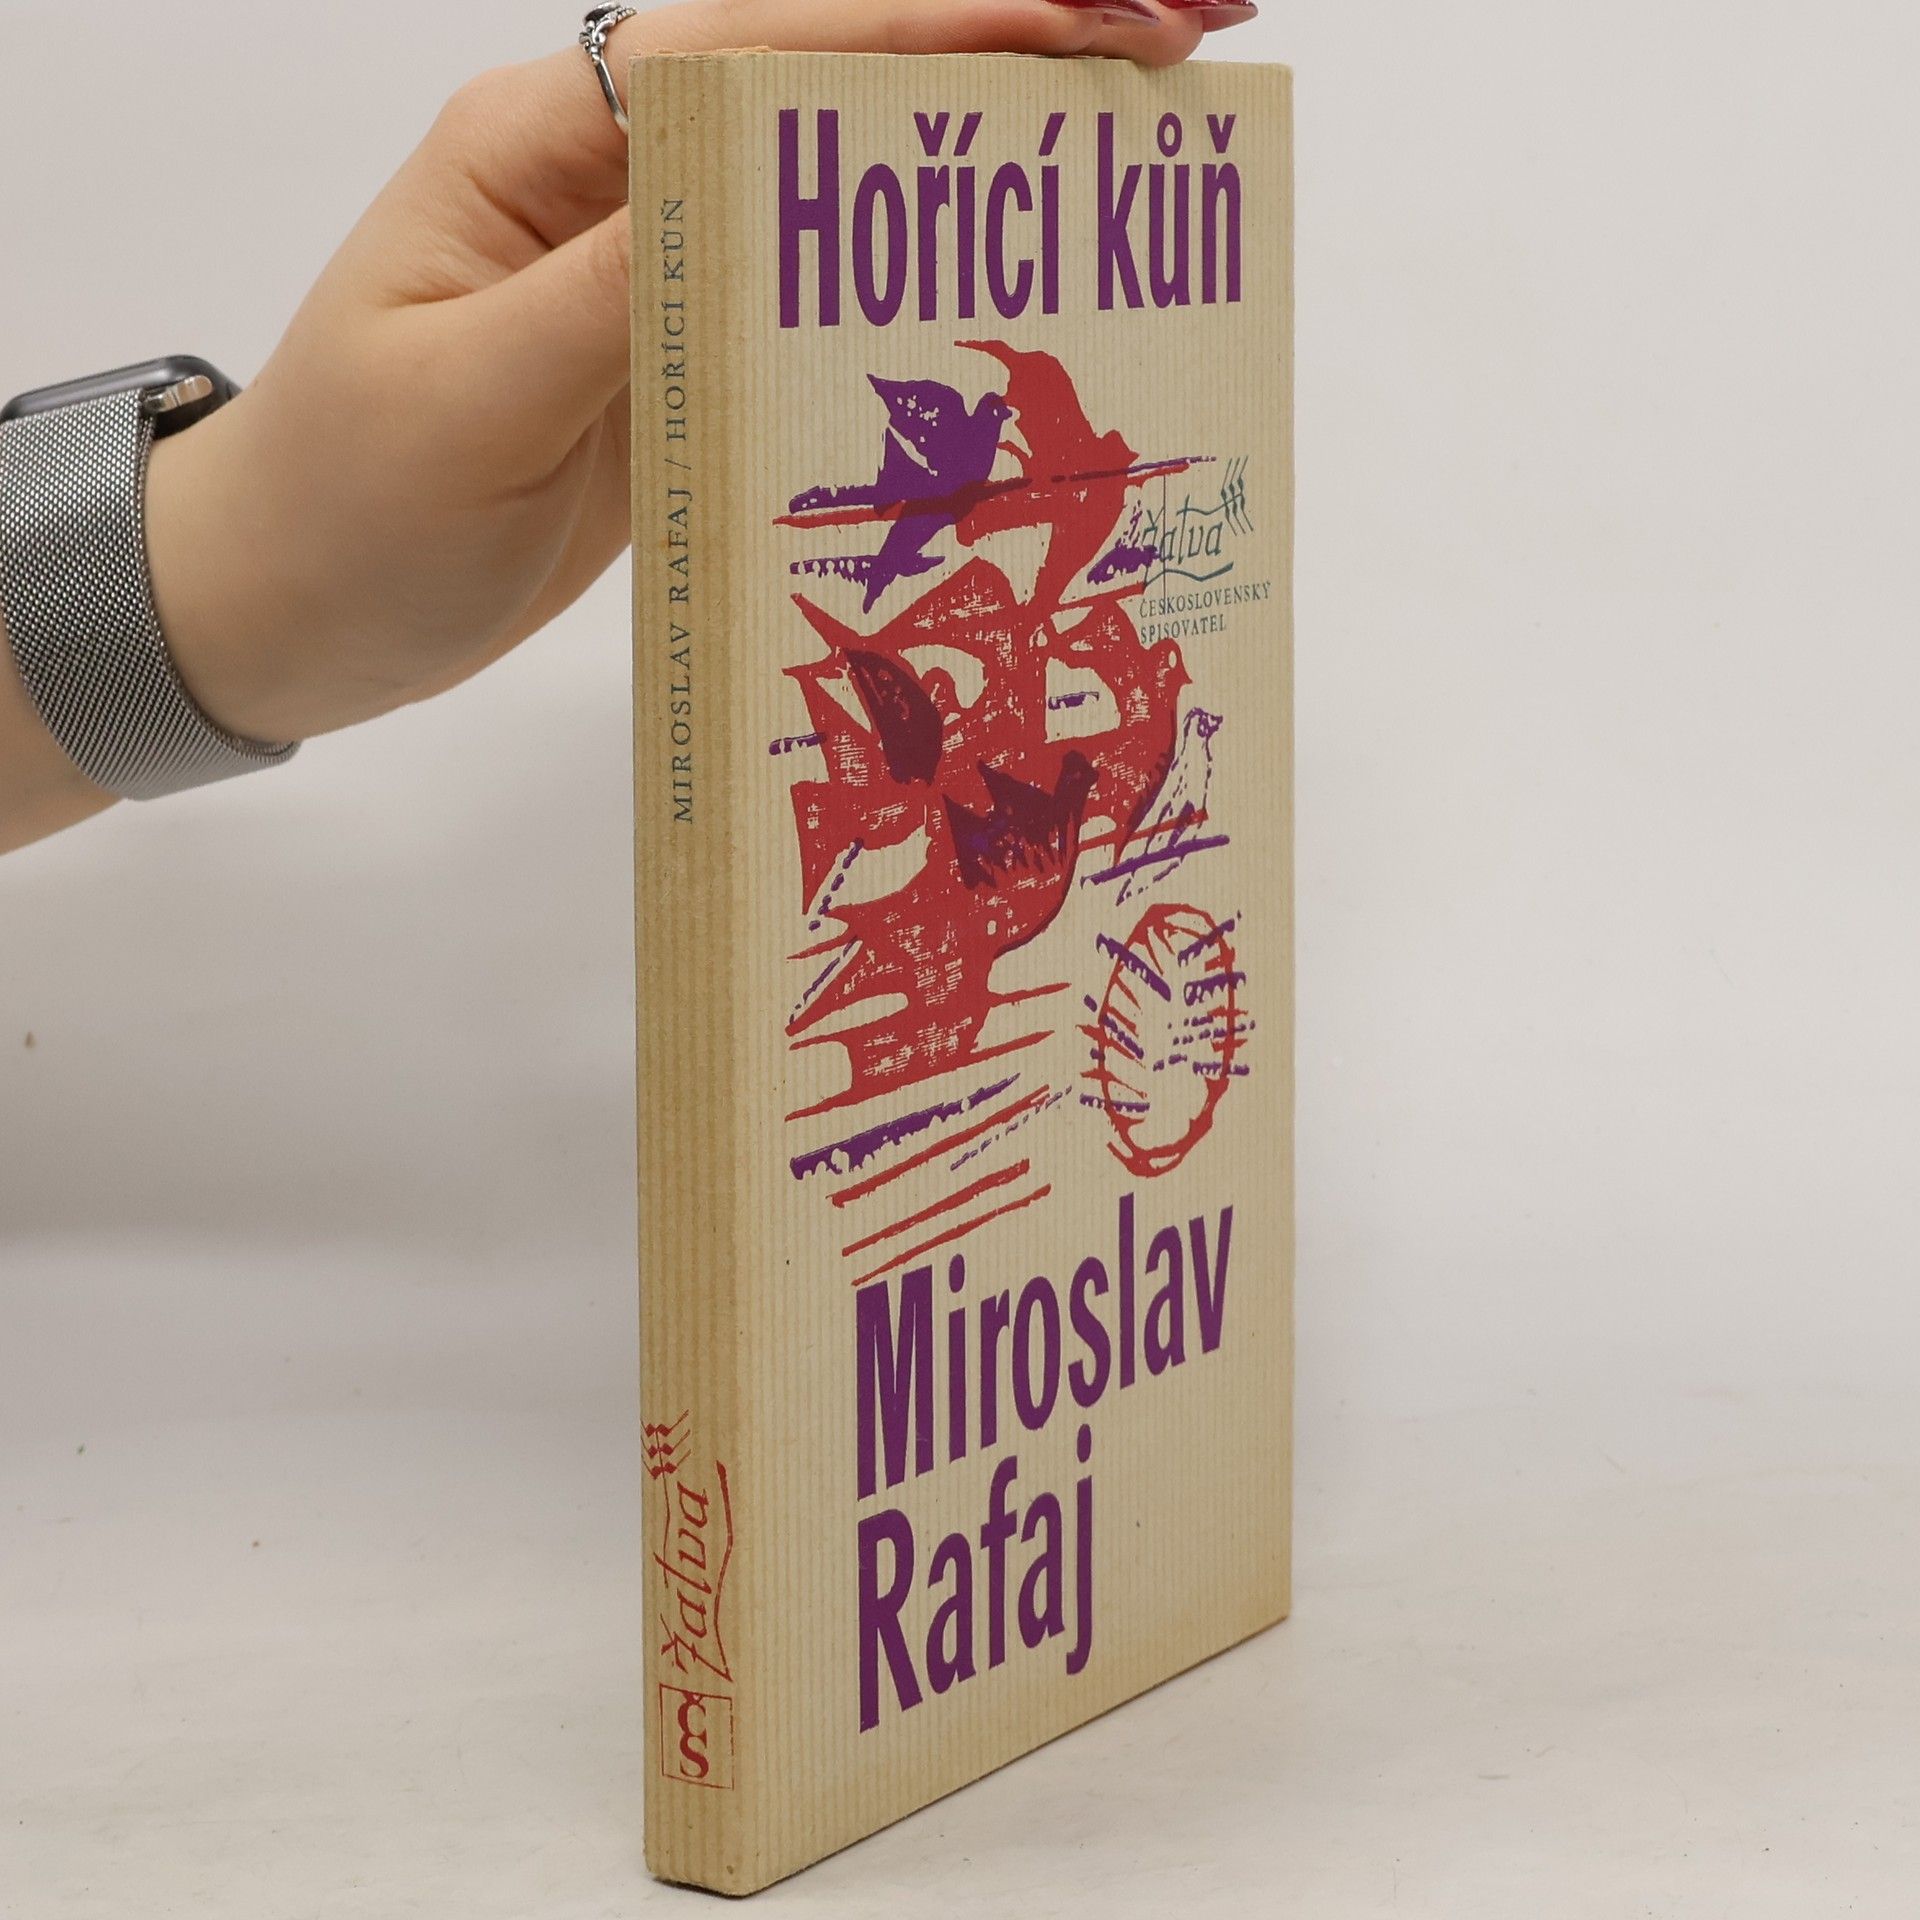 Hořící kůň
žatva
ČESKOSLOVENSKÝ
SPISOVATEL
Miroslav
Rafaj
MIROSLAV RAFAJ / HOŘÍCÍ KŮŇ
žatva
ČS